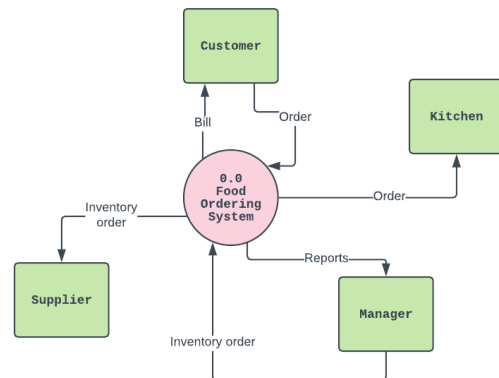 Customer
Bill
Order
Kitchen
0.0
Food
Ordering
System
Order
Inventory
order
Supplier
Reports
Manager
Inventory order